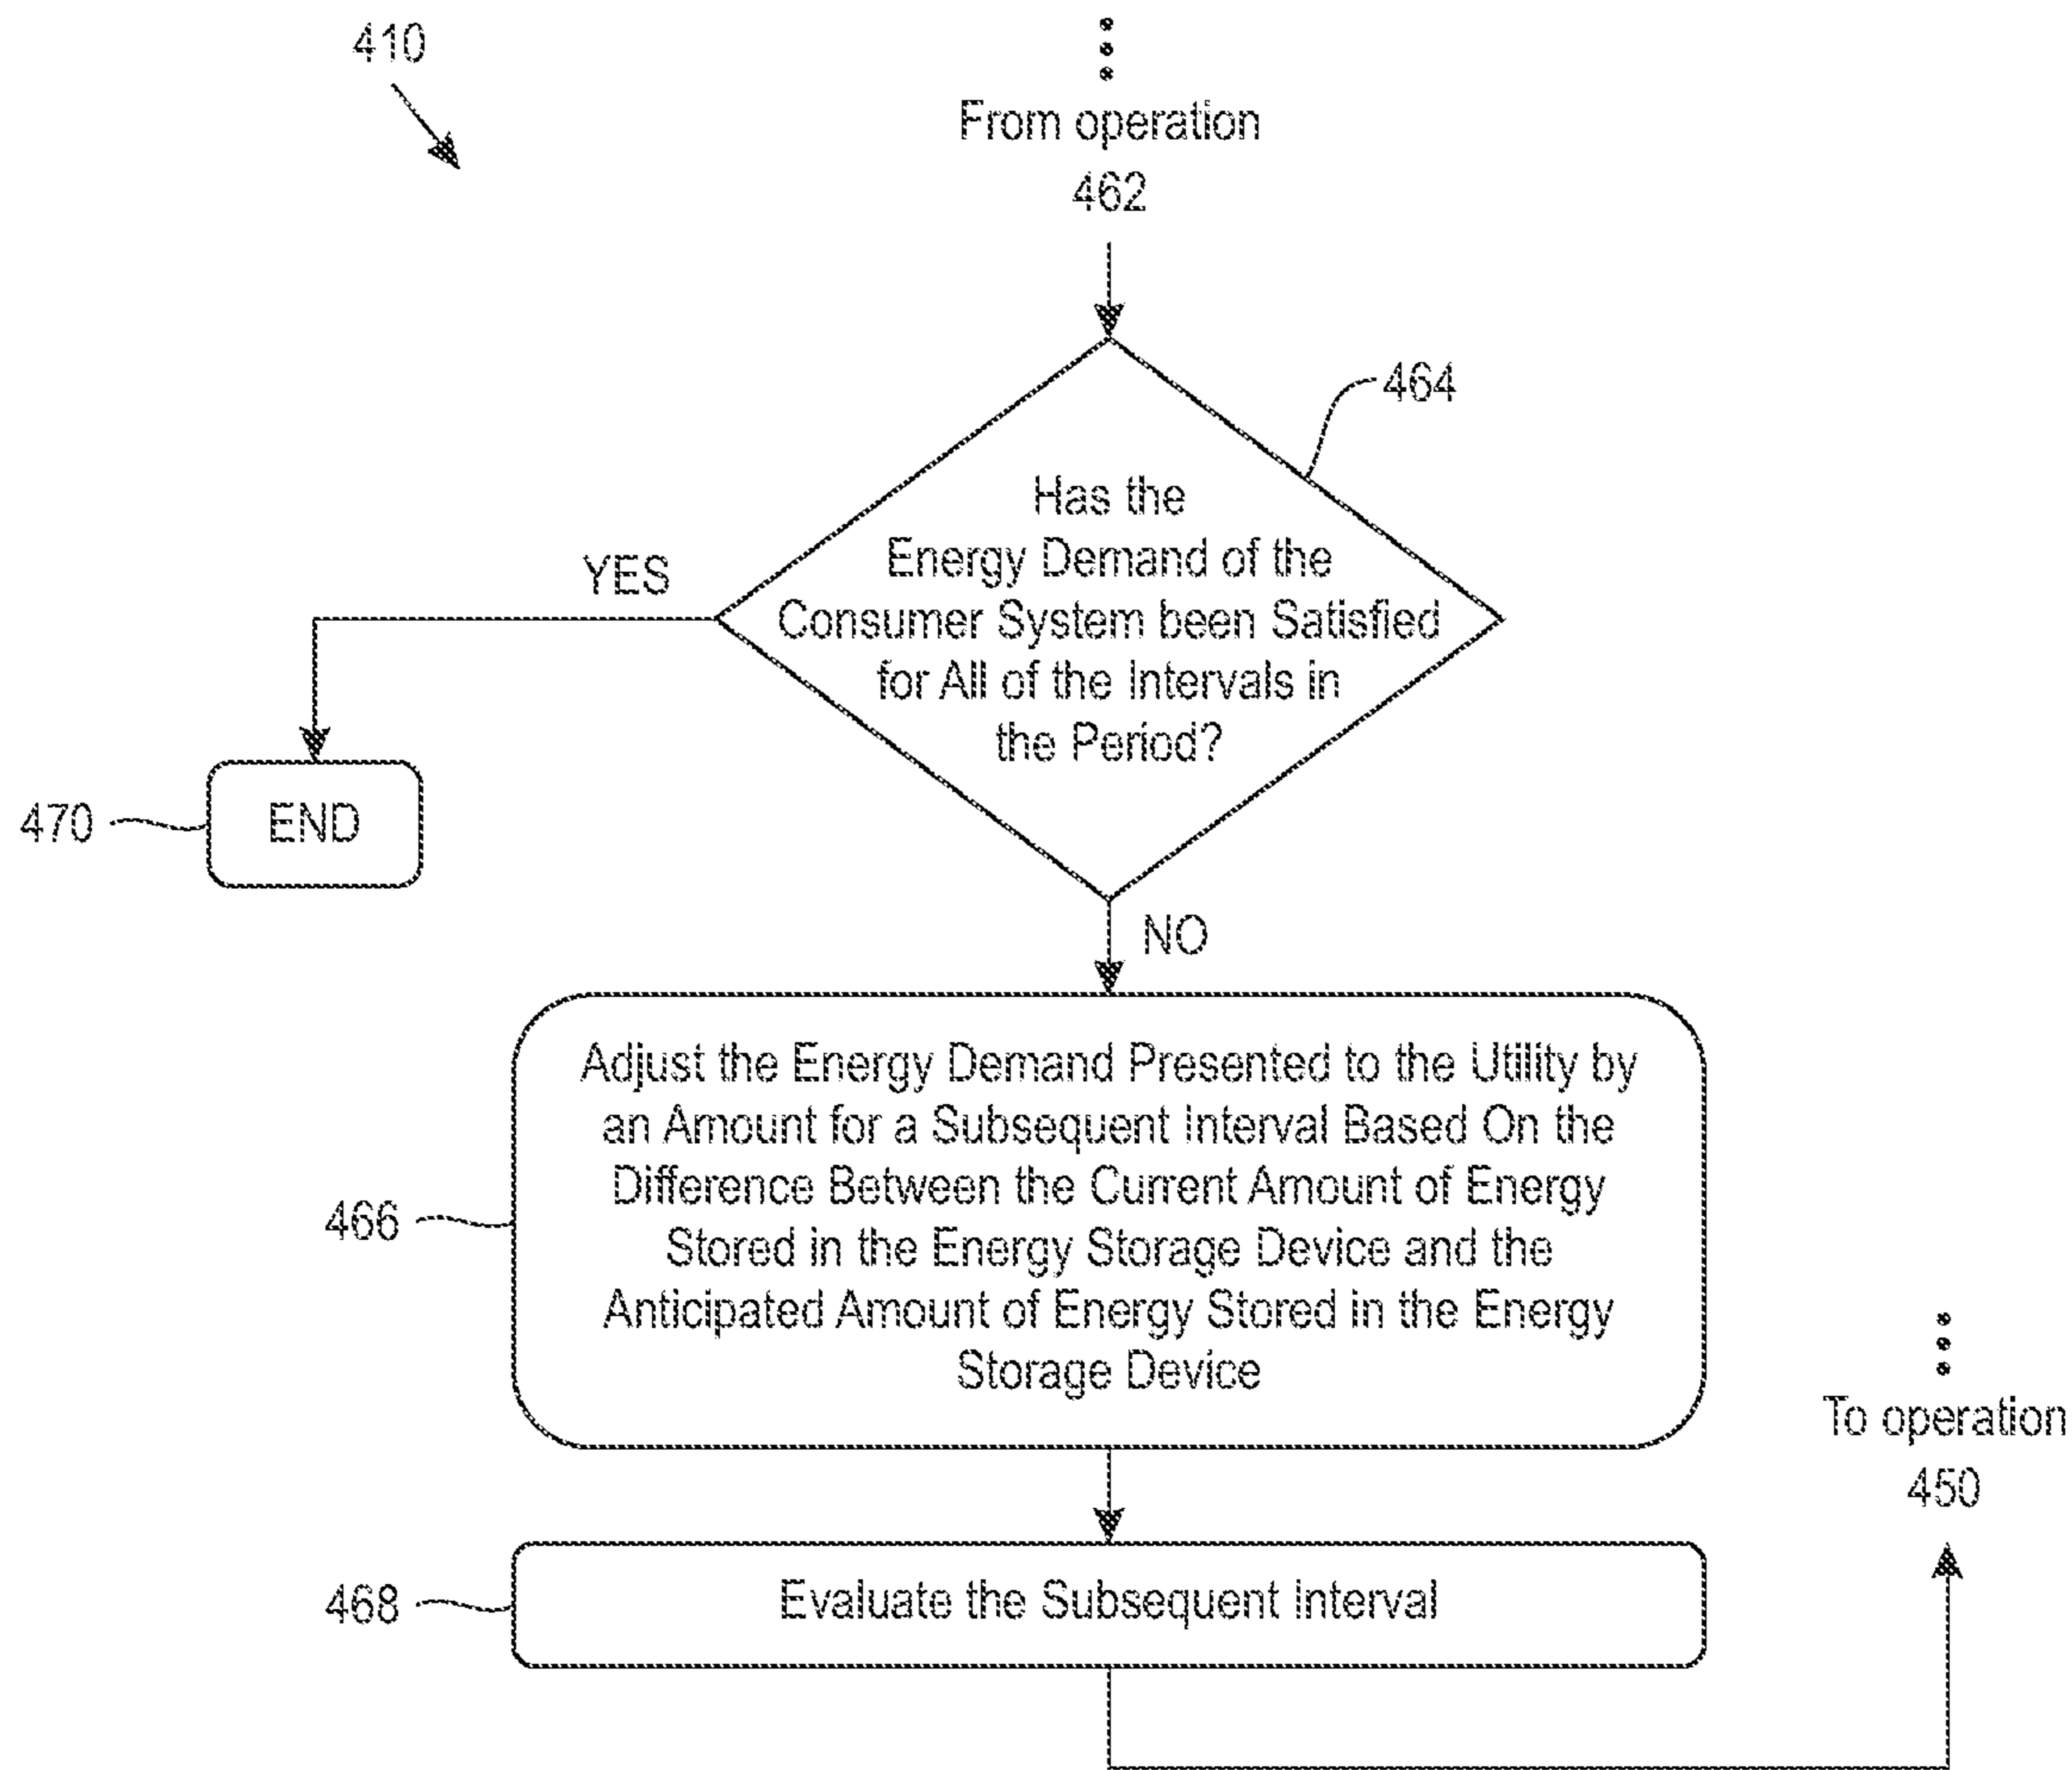 410
From operation
462
464
Has the
Energy Demand of the
Consumer System been Satisfied
for All of the Intervals in
the Period?
YES
470
END
NO
Adjust the Energy Demand Presented to the Utility by
an Amount for a Subsequent Interval Based On the
Difference Between the Current Amount of Energy
Stored in the Energy Storage Device and the
Anticipated Amount of Energy Stored in the Energy
Storage Device
466
To operation
450
468
Evaluate the Subsequent Interval